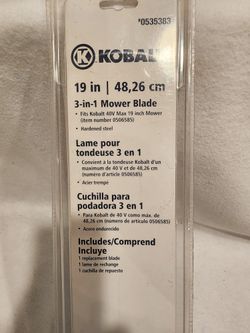 *0535383
K KOBALT
19 in | 48,26 cm
3-in-1 Mower Blade
• Fits Kobalt 40V Max 19 inch Mower
(item number 0506585)
• Hardened steel
Lame pour
tondeuse 3 en 1
• Convient à la tondeuse Kobalt d'un
maximum de 40 V et de 48,26 cm
(numéro d'article 0506585)
• Acier trempé
Cuchilla para
podadora 3 en 1
• Para Kobalt de 40 V como máx. de
48,26 cm (número de artículo 0506585)
• Acero endurecido
Includes/Comprend
Incluye
1 replacement blade
1 lame de rechange
1 cuchilla de repuesto